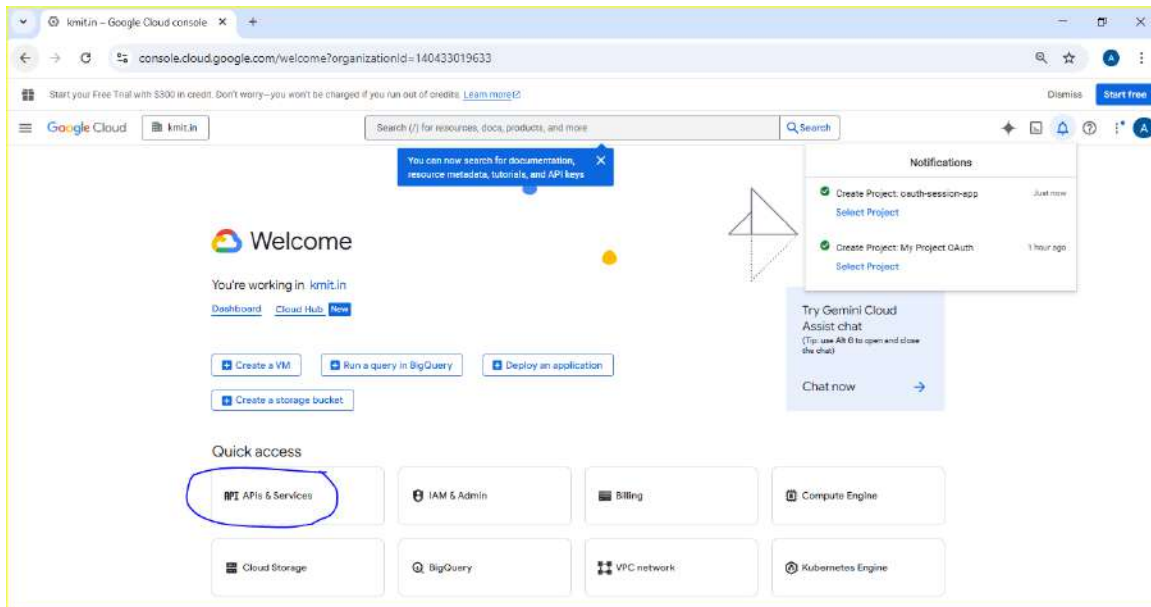 kmit.in – Google Cloud console
console.cloud.google.com/welcome?organizationId=140433019633
Start your Free Trial with $300 in credit. Don't worry—you won't be charged if you run out of credits. Learn more
Dismiss
Start free
Google Cloud
kmit.in
Search (/) for resources, docs, products, and more
Search
A
You can now search for documentation,
resource metadata, tutorials, and API keys
Notifications
Create Project: oauth-session-app
Just now
Select Project
Create Project: My Project OAuth
1 hour ago
Select Project
Welcome
You're working in kmit.in
Dashboard
Cloud Hub New
Try Gemini Cloud
Assist chat
(Tip: use Alt G to open and close
the chat)
Chat now
Create a VM
Run a query in BigQuery
Deploy an application
Create a storage bucket
Quick access
API APIs & Services
IAM & Admin
Billing
Compute Engine
Cloud Storage
BigQuery
VPC network
Kubernetes Engine